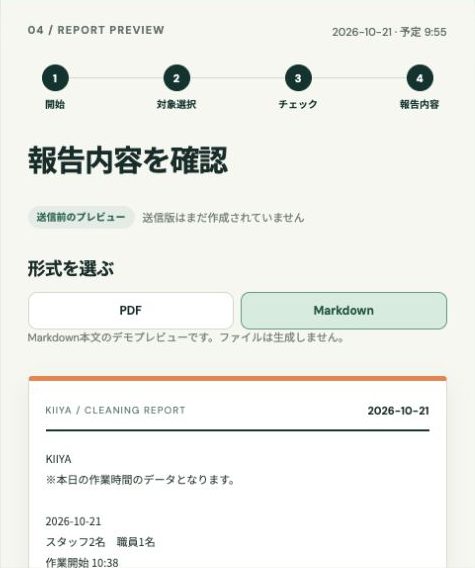 04 / REPORT PREVIEW
2026-10-21 · 予定 9:55
1 2 3 4
開始 対象選択 チェック 報告内容
報告内容を確認
送信前のプレビュー 送信版はまだ作成されていません
形式を選ぶ
PDF Markdown
Markdown本文のデモプレビューです。ファイルは生成しません。
KIIYA / CLEANING REPORT 2026-10-21
KIIYA
※本日の作業時間のデータとなります。
2026-10-21
スタッフ2名 職員1名
作業開始 10:38